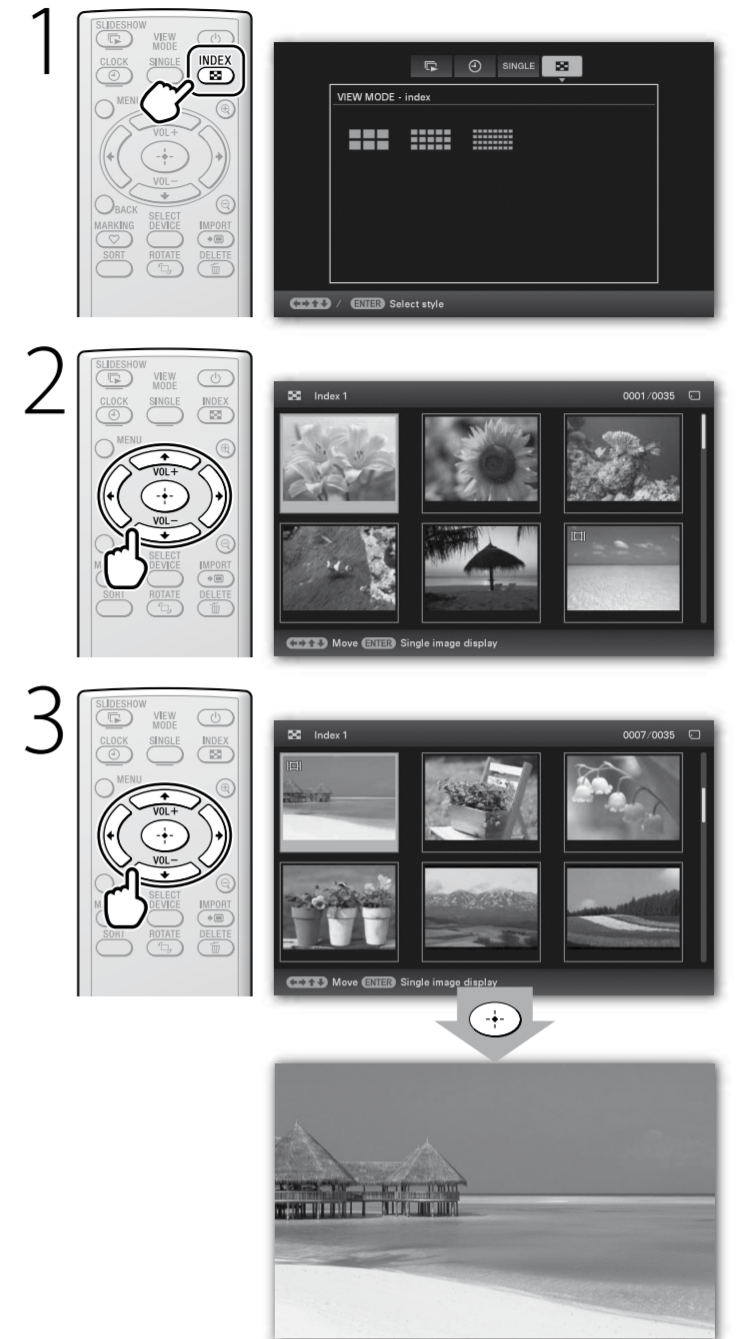 1
SLIDESHOW
VIEW
MODE
CLOCK SINGLE INDEX
MENU
VOL+
VOL-
BACK
SELECT
DEVICE
MARKING IMPORT
SORT ROTATE DELETE
SINGLE
VIEW MODE - index
/ ENTER Select style
2
SLIDESHOW
VIEW
MODE
CLOCK SINGLE INDEX
MENU
VOL+
VOL-
SELECT
M DEVICE IMPORT
SORT ROTATE DELETE
Index 1 0001/0035
Move ENTER Single image display
3
SLIDESHOW
VIEW
MODE
CLOCK SINGLE INDEX
MENU
VOL+
VOL-
SELECT
M DEVICE IMPORT
SORT ROTATE DELETE
Index 1 0007/0035
Move ENTER Single image display